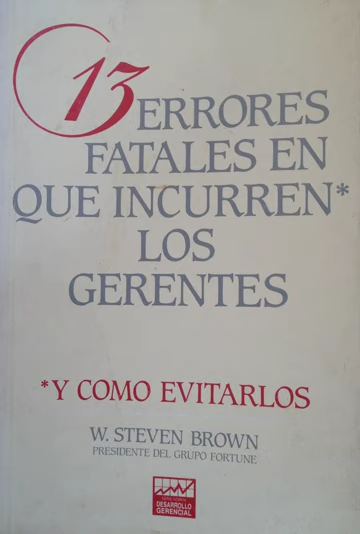 13 ERRORES
FATALES EN
QUE INCURREN*
LOS
GERENTES
*Y COMO EVITARLOS
W. STEVEN BROWN
PRESIDENTE DEL GRUPO FORTUNE
DESARROLLO
GERENCIAL